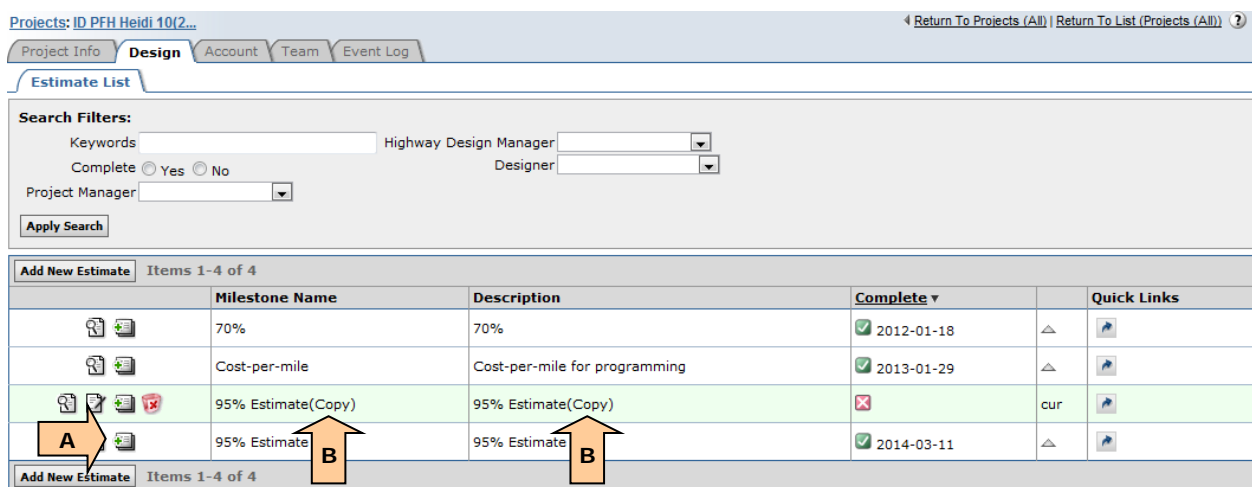 Projects: ID PFH Heidi 10(2... Return To Projects (All) | Return To List (Projects (All)) ?
Project Info Design Account Team Event Log
Estimate List
Search Filters:
Keywords Highway Design Manager
Complete Yes No Designer
Project Manager
Apply Search
Add New Estimate Items 1-4 of 4
Milestone Name Description Complete ▼ Quick Links
70% 70% 2012-01-18
Cost-per-mile Cost-per-mile for programming 2013-01-29
95% Estimate(Copy) 95% Estimate(Copy) cur
A 95% Estimate B 95% Estimate B 2014-03-11
Add New Estimate Items 1-4 of 4